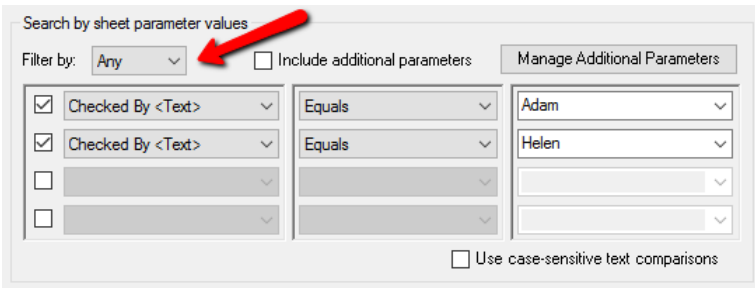 Search by sheet parameter values
Filter by: Any Include additional parameters Manage Additional Parameters
Checked By <Text> Equals Adam
Checked By <Text> Equals Helen
Use case-sensitive text comparisons